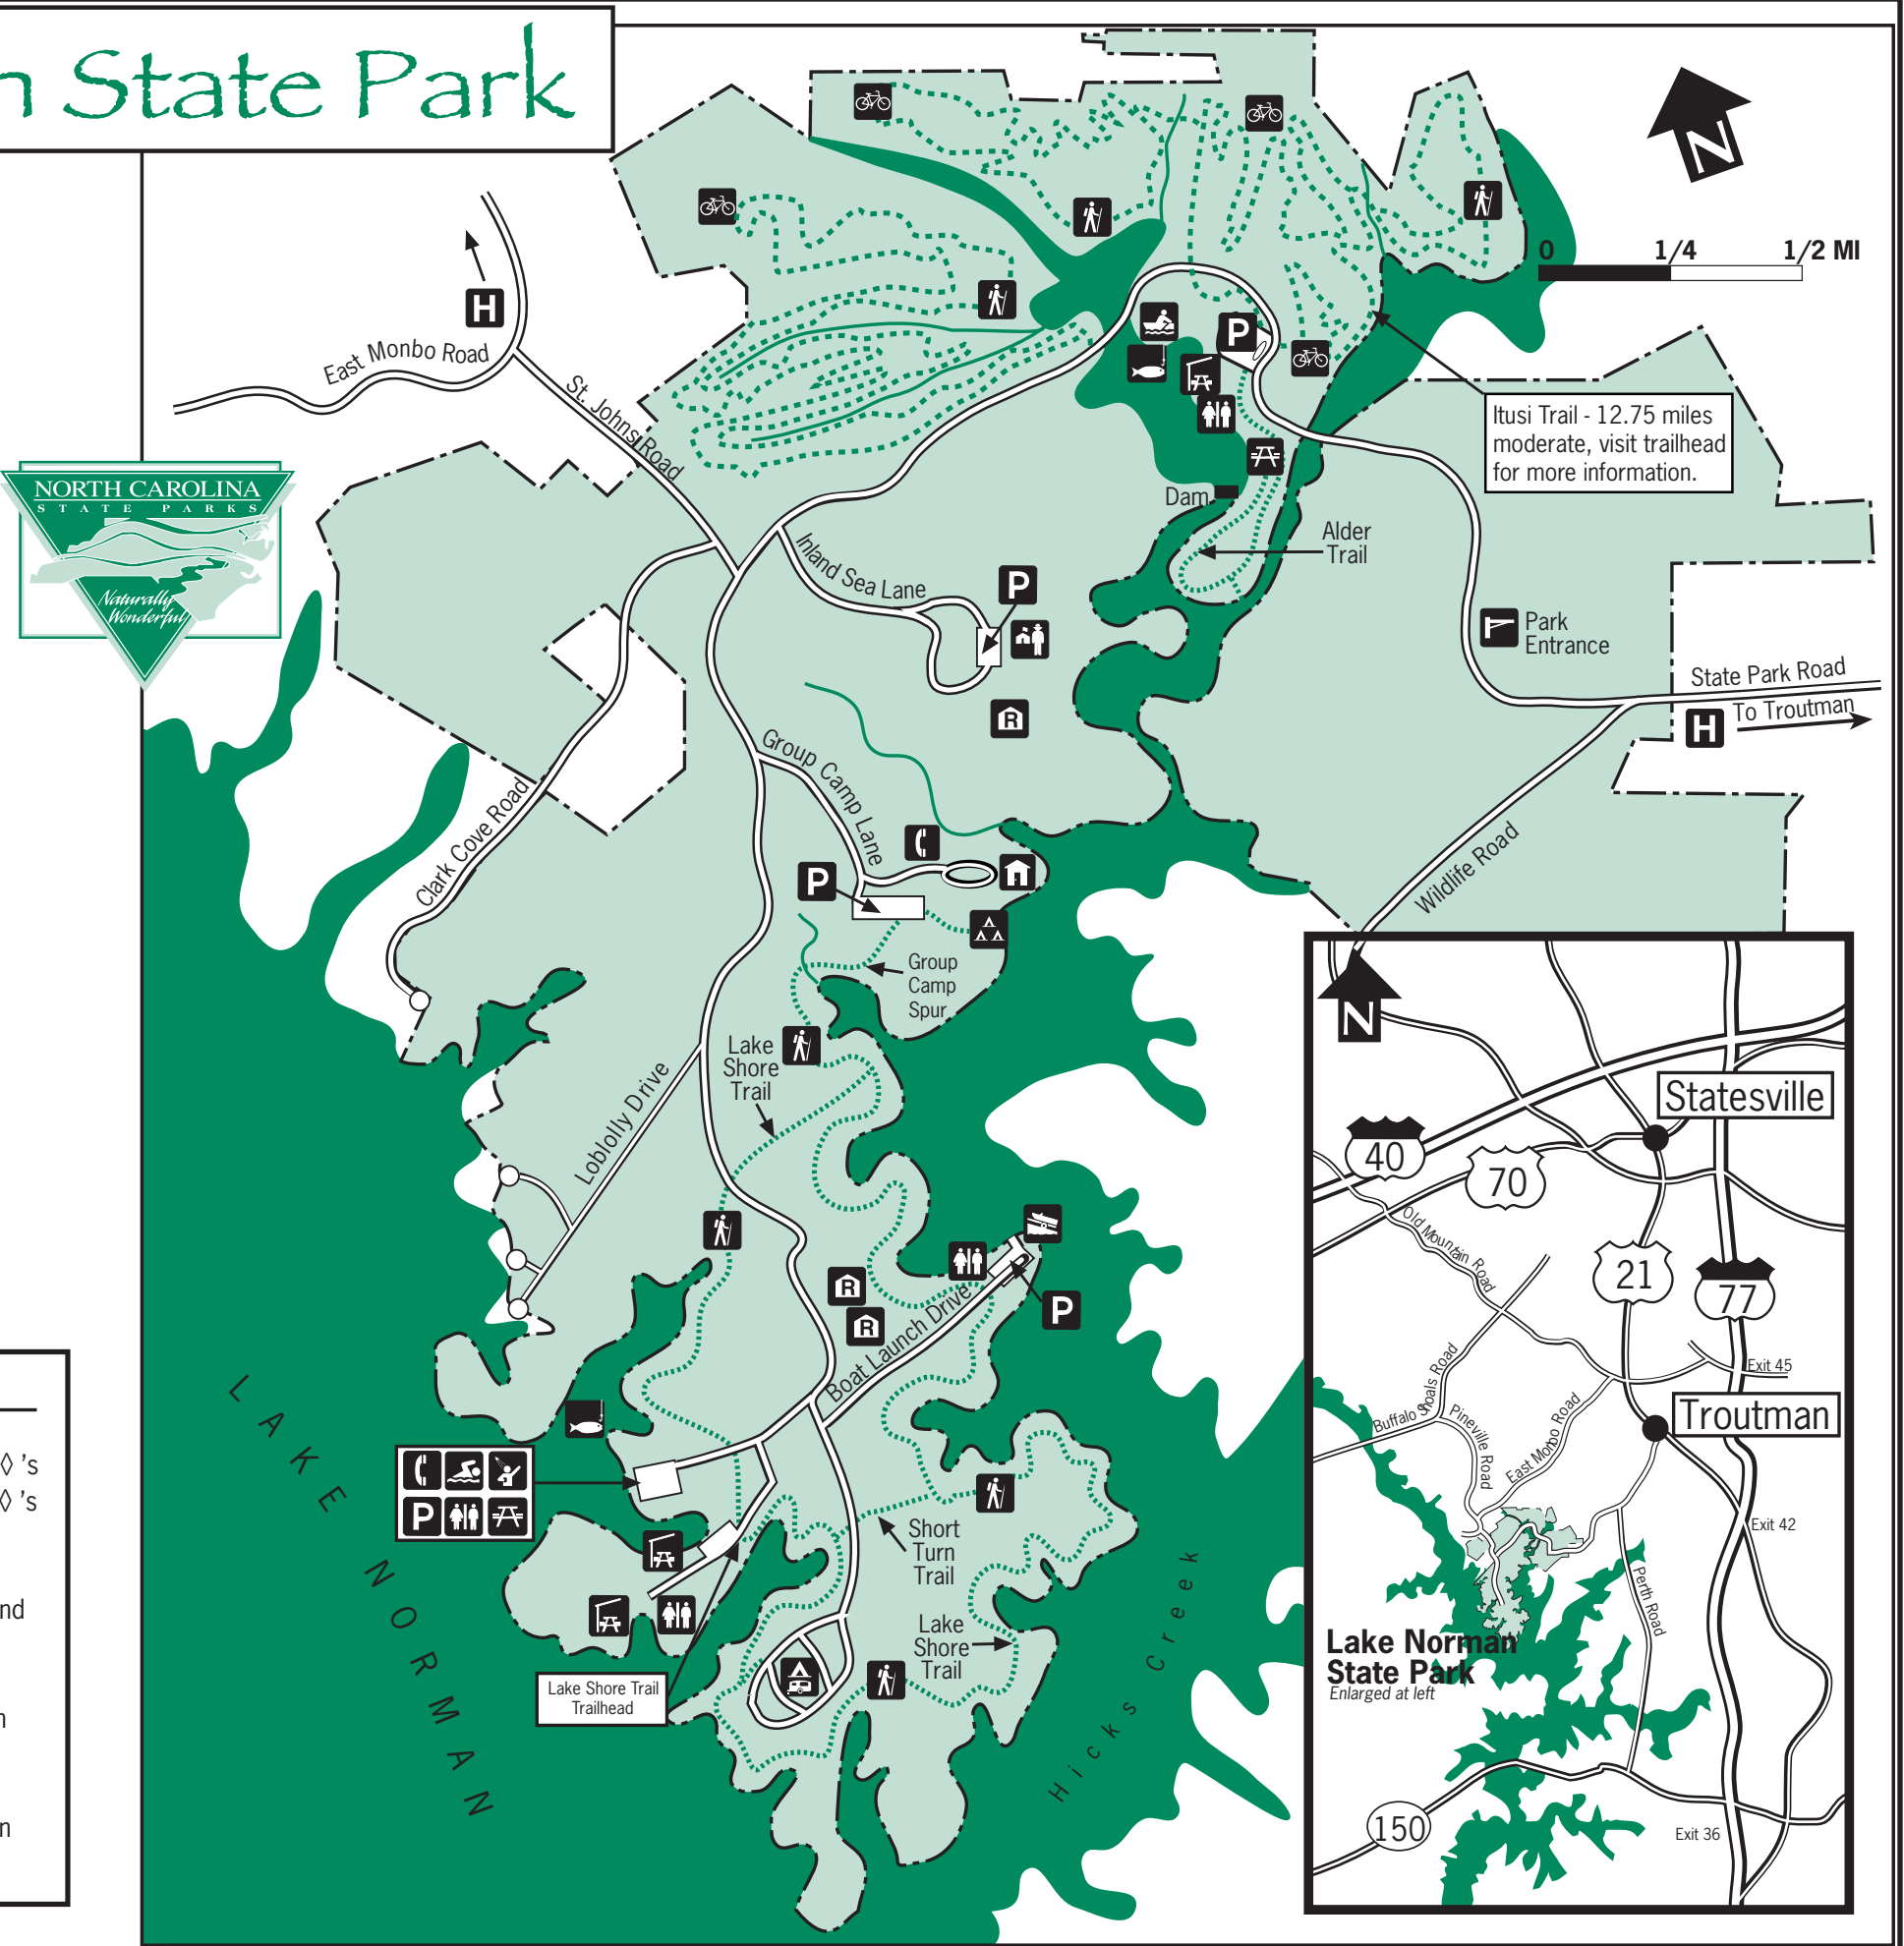 n State Park
N
0 1/4 1/2 MI
H
East Monbo Road
St. Johns Road
P
Itusi Trail - 12.75 miles
moderate, visit trailhead
for more information.
NORTH CAROLINA
STATE PARKS
Naturally
Wonderful
Dam
Alder
Trail
Inland Sea Lane
P
Park
Entrance
State Park Road
H To Troutman
R
Group Camp Lane
Clark Cove Road
Wildlife Road
P
Group
Camp
Spur
Lake
Shore
Trail
Loblolly Drive
R
R
P
Boat Launch Drive
◊ 's
◊ 's
nd
n
n
P
Short
Turn
Trail
Lake
Shore
Trail
Lake Shore Trail
Trailhead
LAKE NORMAN
Hicks Creek
N
Statesville
40
70
21
77
Old Mountain Road
Exit 45
Troutman
Buffalo Shoals Road
Pineville Road
East Monbo Road
Exit 42
Perth Road
Lake Norman
State Park
Enlarged at left
150
Exit 36